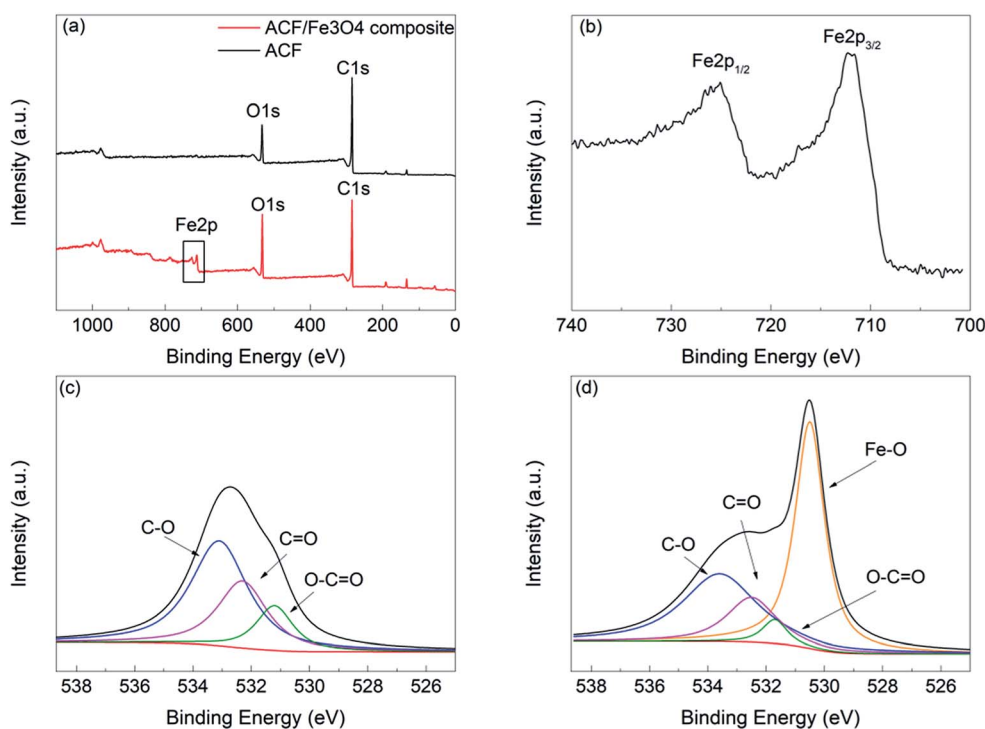 (a)
ACF/Fe3O4 composite
ACF
C1s
O1s
C1s
O1s
Fe2p
Intensity (a.u.)
1000 800 600 400 200 0
Binding Energy (eV)
(b)
Fe2p3/2
Fe2p1/2
Intensity (a.u.)
740 730 720 710 700
Binding Energy (eV)
(c)
C-O
C=O
O-C=O
Intensity (a.u.)
538 536 534 532 530 528 526
Binding Energy (eV)
(d)
Fe-O
C=O
C-O
O-C=O
Intensity (a.u.)
538 536 534 532 530 528 526
Binding Energy (eV)